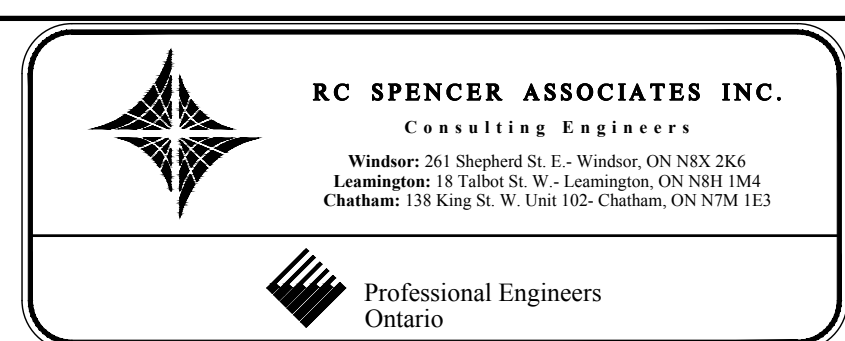 RC SPENCER ASSOCIATES INC.
Consulting Engineers
Windsor: 261 Shepherd St. E.- Windsor, ON N8X 2K6
Leamington: 18 Talbot St. W.- Leamington, ON N8H 1M4
Chatham: 138 King St. W. Unit 102- Chatham, ON N7M 1E3
Professional Engineers
Ontario